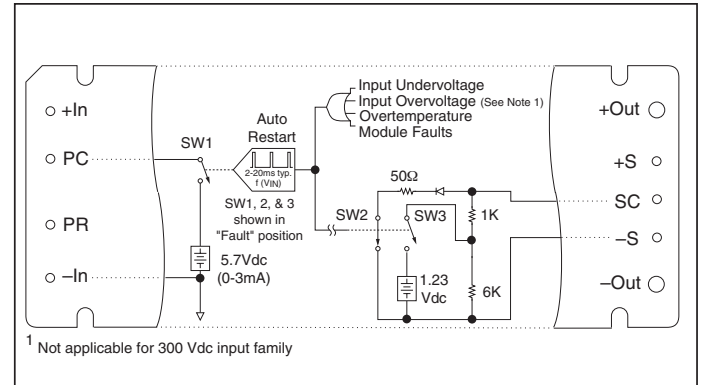 +In
PC
PR
–In
SW1
Auto
Restart
2-20ms typ.
f (VIN)
SW1, 2, & 3
shown in
"Fault" position
5.7Vdc
(0-3mA)
Input Undervoltage
Input Overvoltage (See Note 1)
Overtemperature
Module Faults
50Ω
SW2
SW3
1K
1.23
Vdc
6K
+Out
+S
SC
–S
–Out
1 Not applicable for 300 Vdc input family